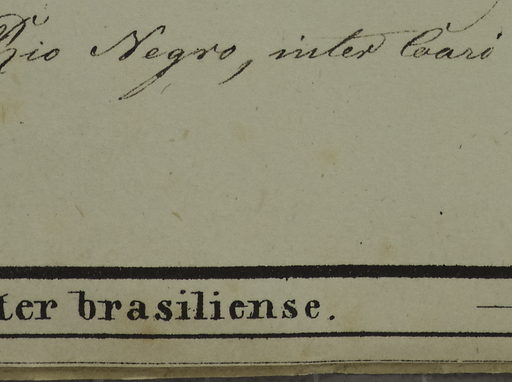 Rio Negro, inter Coari
ter brasiliense.